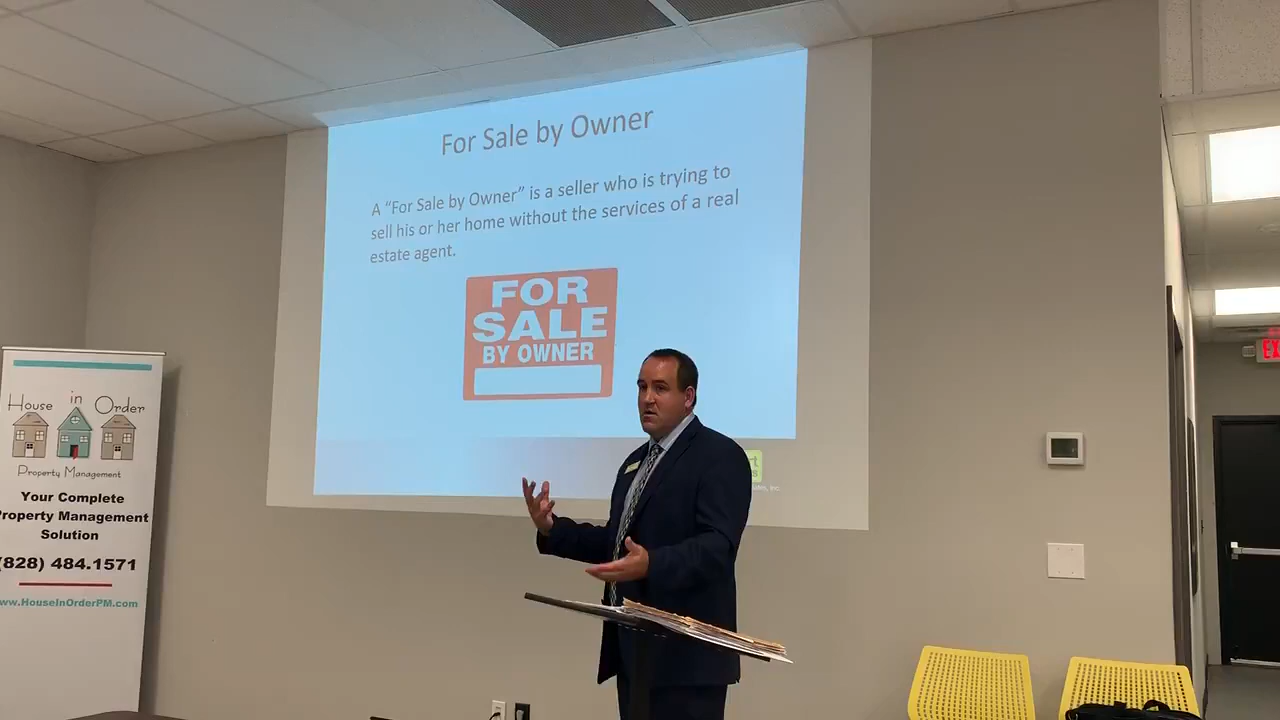 For Sale by Owner
A “For Sale by Owner” is a seller who is trying to
sell his or her home without the services of a real
estate agent.
FOR
SALE
BY OWNER
House in Order
Property Management
Your Complete
Property Management
Solution
(828) 484.1571
www.HouseInOrderPM.com